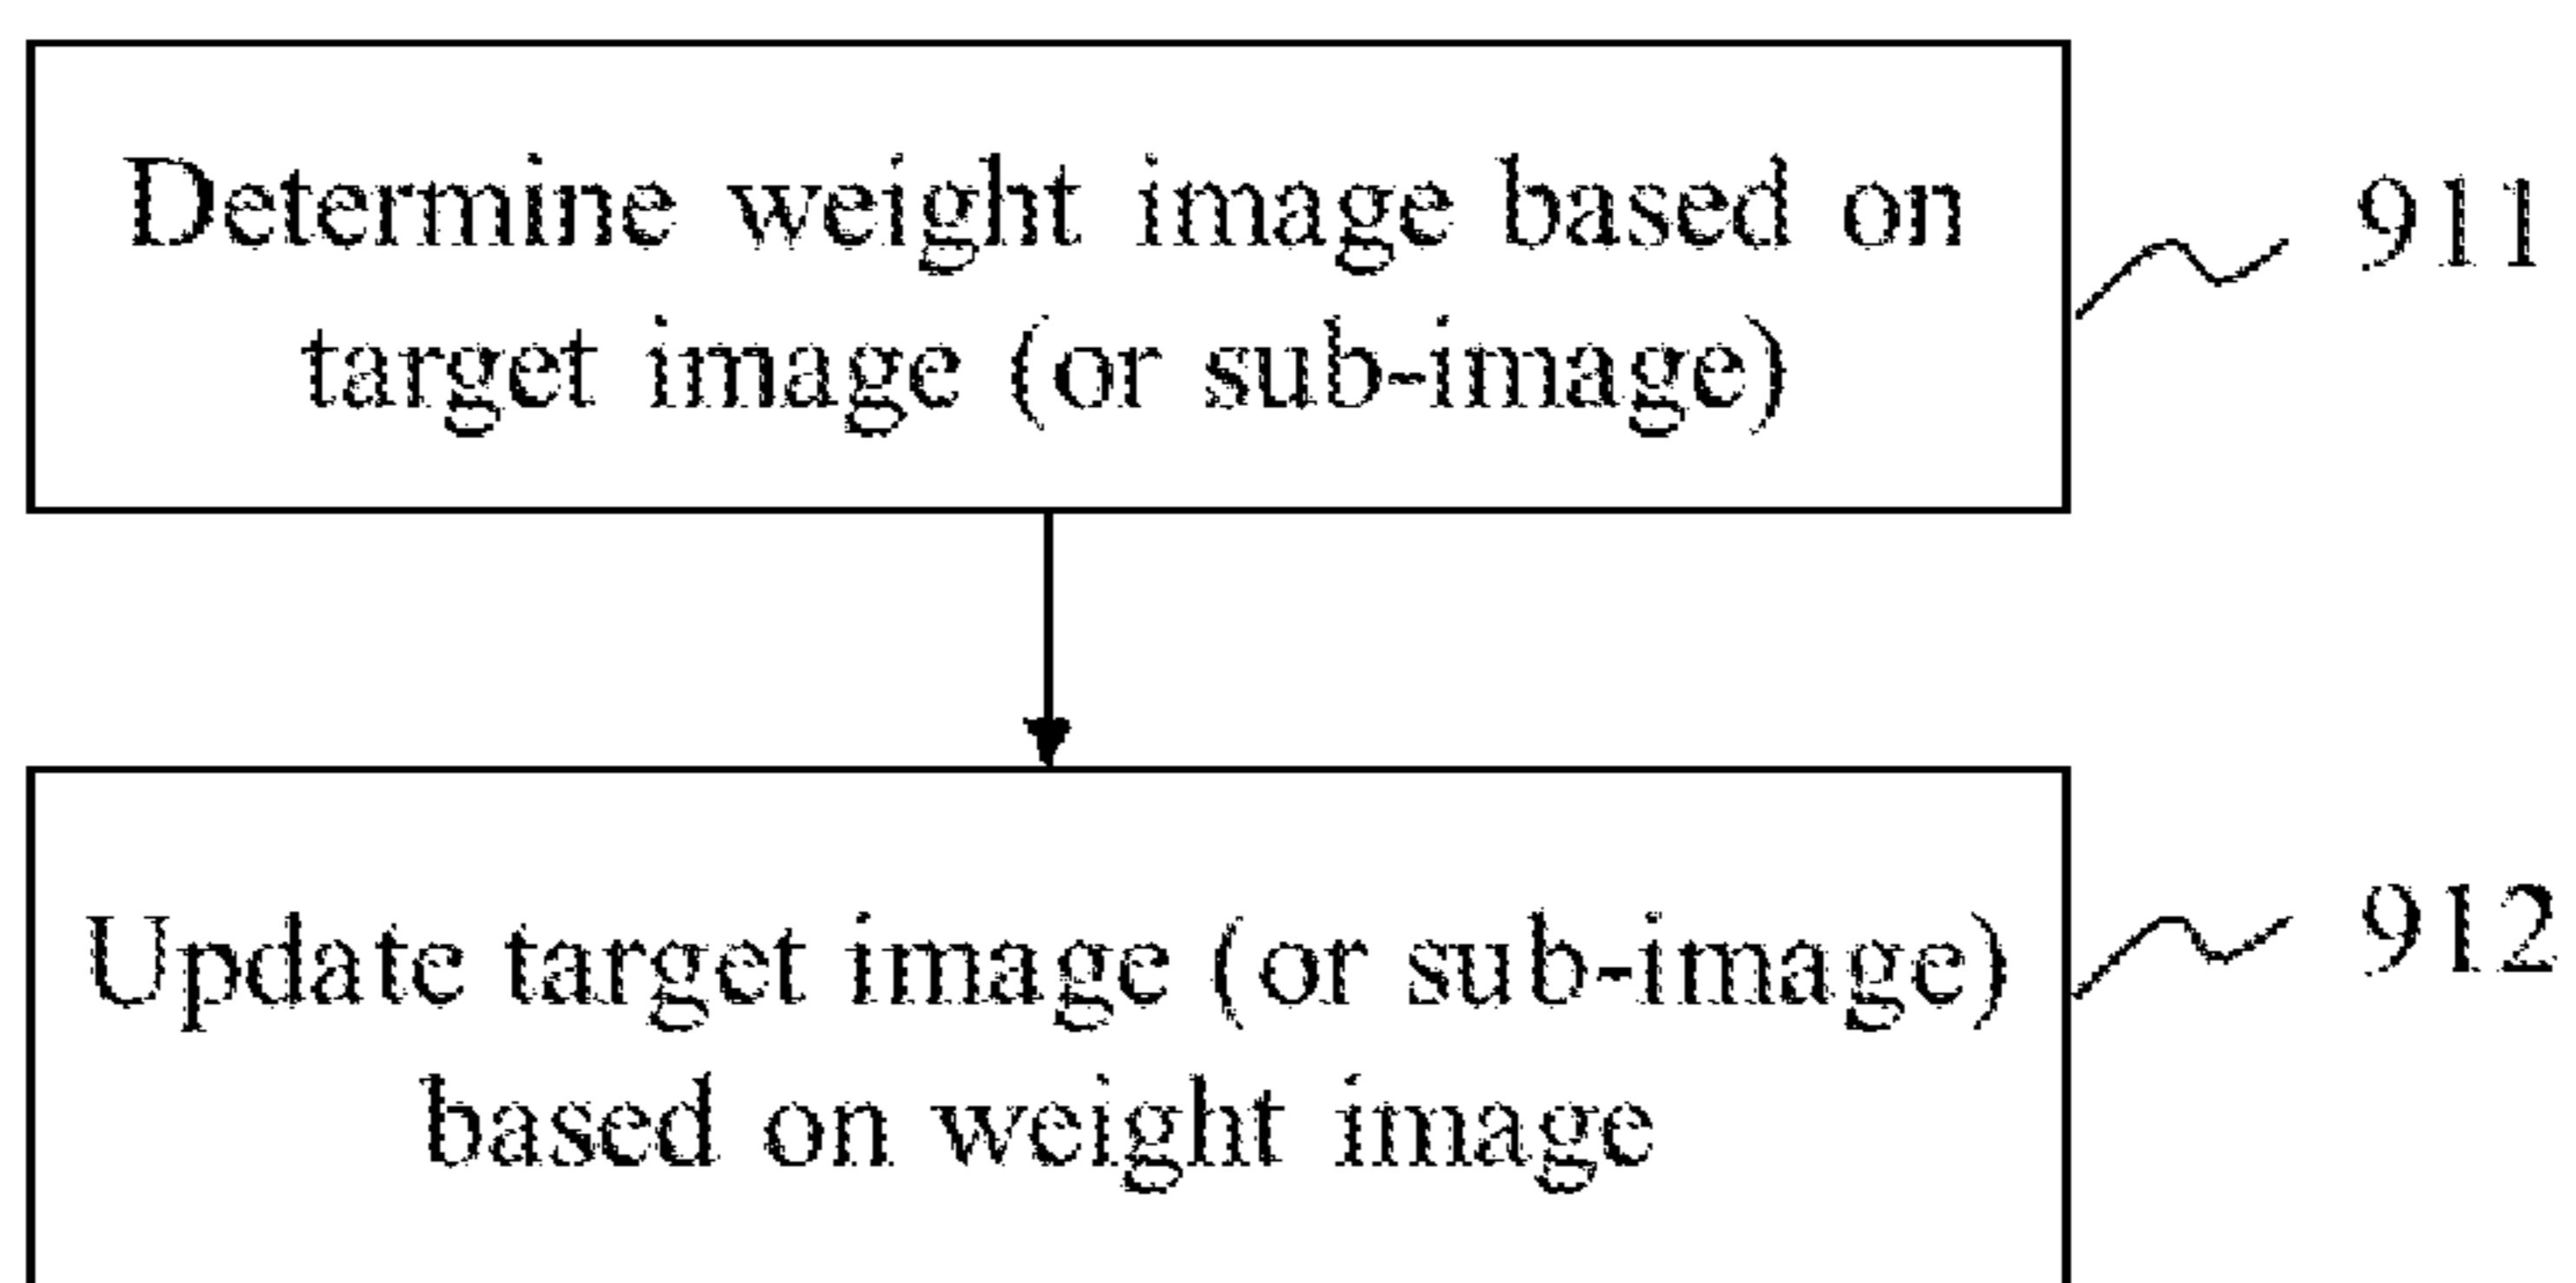 Determine weight image based on
target image (or sub-image)
911
Update target image (or sub-image)
based on weight image
912